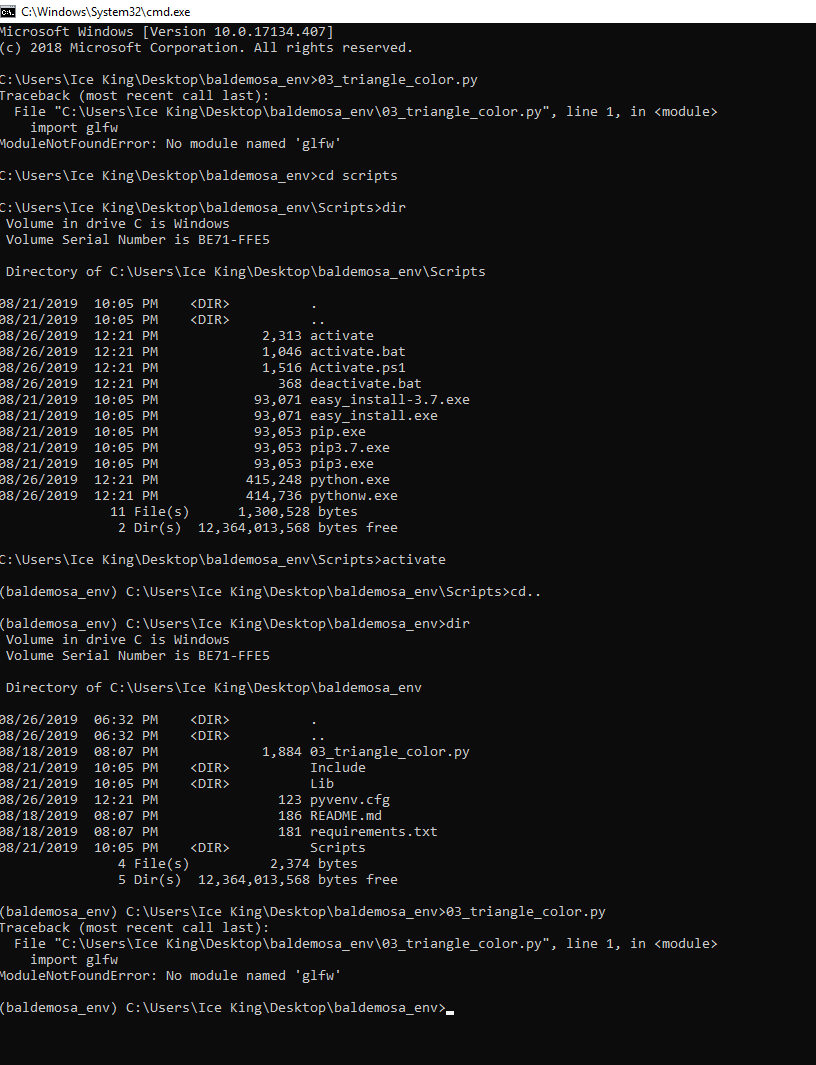 C:\Windows\System32\cmd.exe
Microsoft Windows [Version 10.0.17134.407]
(c) 2018 Microsoft Corporation. All rights reserved.
C:\Users\Ice King\Desktop\baldemosa_env>03_triangle_color.py
Traceback (most recent call last):
  File "C:\Users\Ice King\Desktop\baldemosa_env\03_triangle_color.py", line 1, in <module>
    import glfw
ModuleNotFoundError: No module named 'glfw'
C:\Users\Ice King\Desktop\baldemosa_env>cd scripts
C:\Users\Ice King\Desktop\baldemosa_env\Scripts>dir
 Volume in drive C is Windows
 Volume Serial Number is BE71-FFE5
 Directory of C:\Users\Ice King\Desktop\baldemosa_env\Scripts
08/21/2019  10:05 PM    <DIR>          .
08/21/2019  10:05 PM    <DIR>          ..
08/26/2019  12:21 PM             2,313 activate
08/26/2019  12:21 PM             1,046 activate.bat
08/26/2019  12:21 PM             1,516 Activate.ps1
08/26/2019  12:21 PM               368 deactivate.bat
08/21/2019  10:05 PM            93,071 easy_install-3.7.exe
08/21/2019  10:05 PM            93,071 easy_install.exe
08/21/2019  10:05 PM            93,053 pip.exe
08/21/2019  10:05 PM            93,053 pip3.7.exe
08/21/2019  10:05 PM            93,053 pip3.exe
08/26/2019  12:21 PM           415,248 python.exe
08/26/2019  12:21 PM           414,736 pythonw.exe
              11 File(s)      1,300,528 bytes
               2 Dir(s)  12,364,013,568 bytes free
C:\Users\Ice King\Desktop\baldemosa_env\Scripts>activate
(baldemosa_env) C:\Users\Ice King\Desktop\baldemosa_env\Scripts>cd..
(baldemosa_env) C:\Users\Ice King\Desktop\baldemosa_env>dir
 Volume in drive C is Windows
 Volume Serial Number is BE71-FFE5
 Directory of C:\Users\Ice King\Desktop\baldemosa_env
08/26/2019  06:32 PM    <DIR>          .
08/26/2019  06:32 PM    <DIR>          ..
08/18/2019  08:07 PM             1,884 03_triangle_color.py
08/21/2019  10:05 PM    <DIR>          Include
08/21/2019  10:05 PM    <DIR>          Lib
08/26/2019  12:21 PM               123 pyvenv.cfg
08/18/2019  08:07 PM               186 README.md
08/18/2019  08:07 PM               181 requirements.txt
08/21/2019  10:05 PM    <DIR>          Scripts
               4 File(s)          2,374 bytes
               5 Dir(s)  12,364,013,568 bytes free
(baldemosa_env) C:\Users\Ice King\Desktop\baldemosa_env>03_triangle_color.py
Traceback (most recent call last):
  File "C:\Users\Ice King\Desktop\baldemosa_env\03_triangle_color.py", line 1, in <module>
    import glfw
ModuleNotFoundError: No module named 'glfw'
(baldemosa_env) C:\Users\Ice King\Desktop\baldemosa_env>